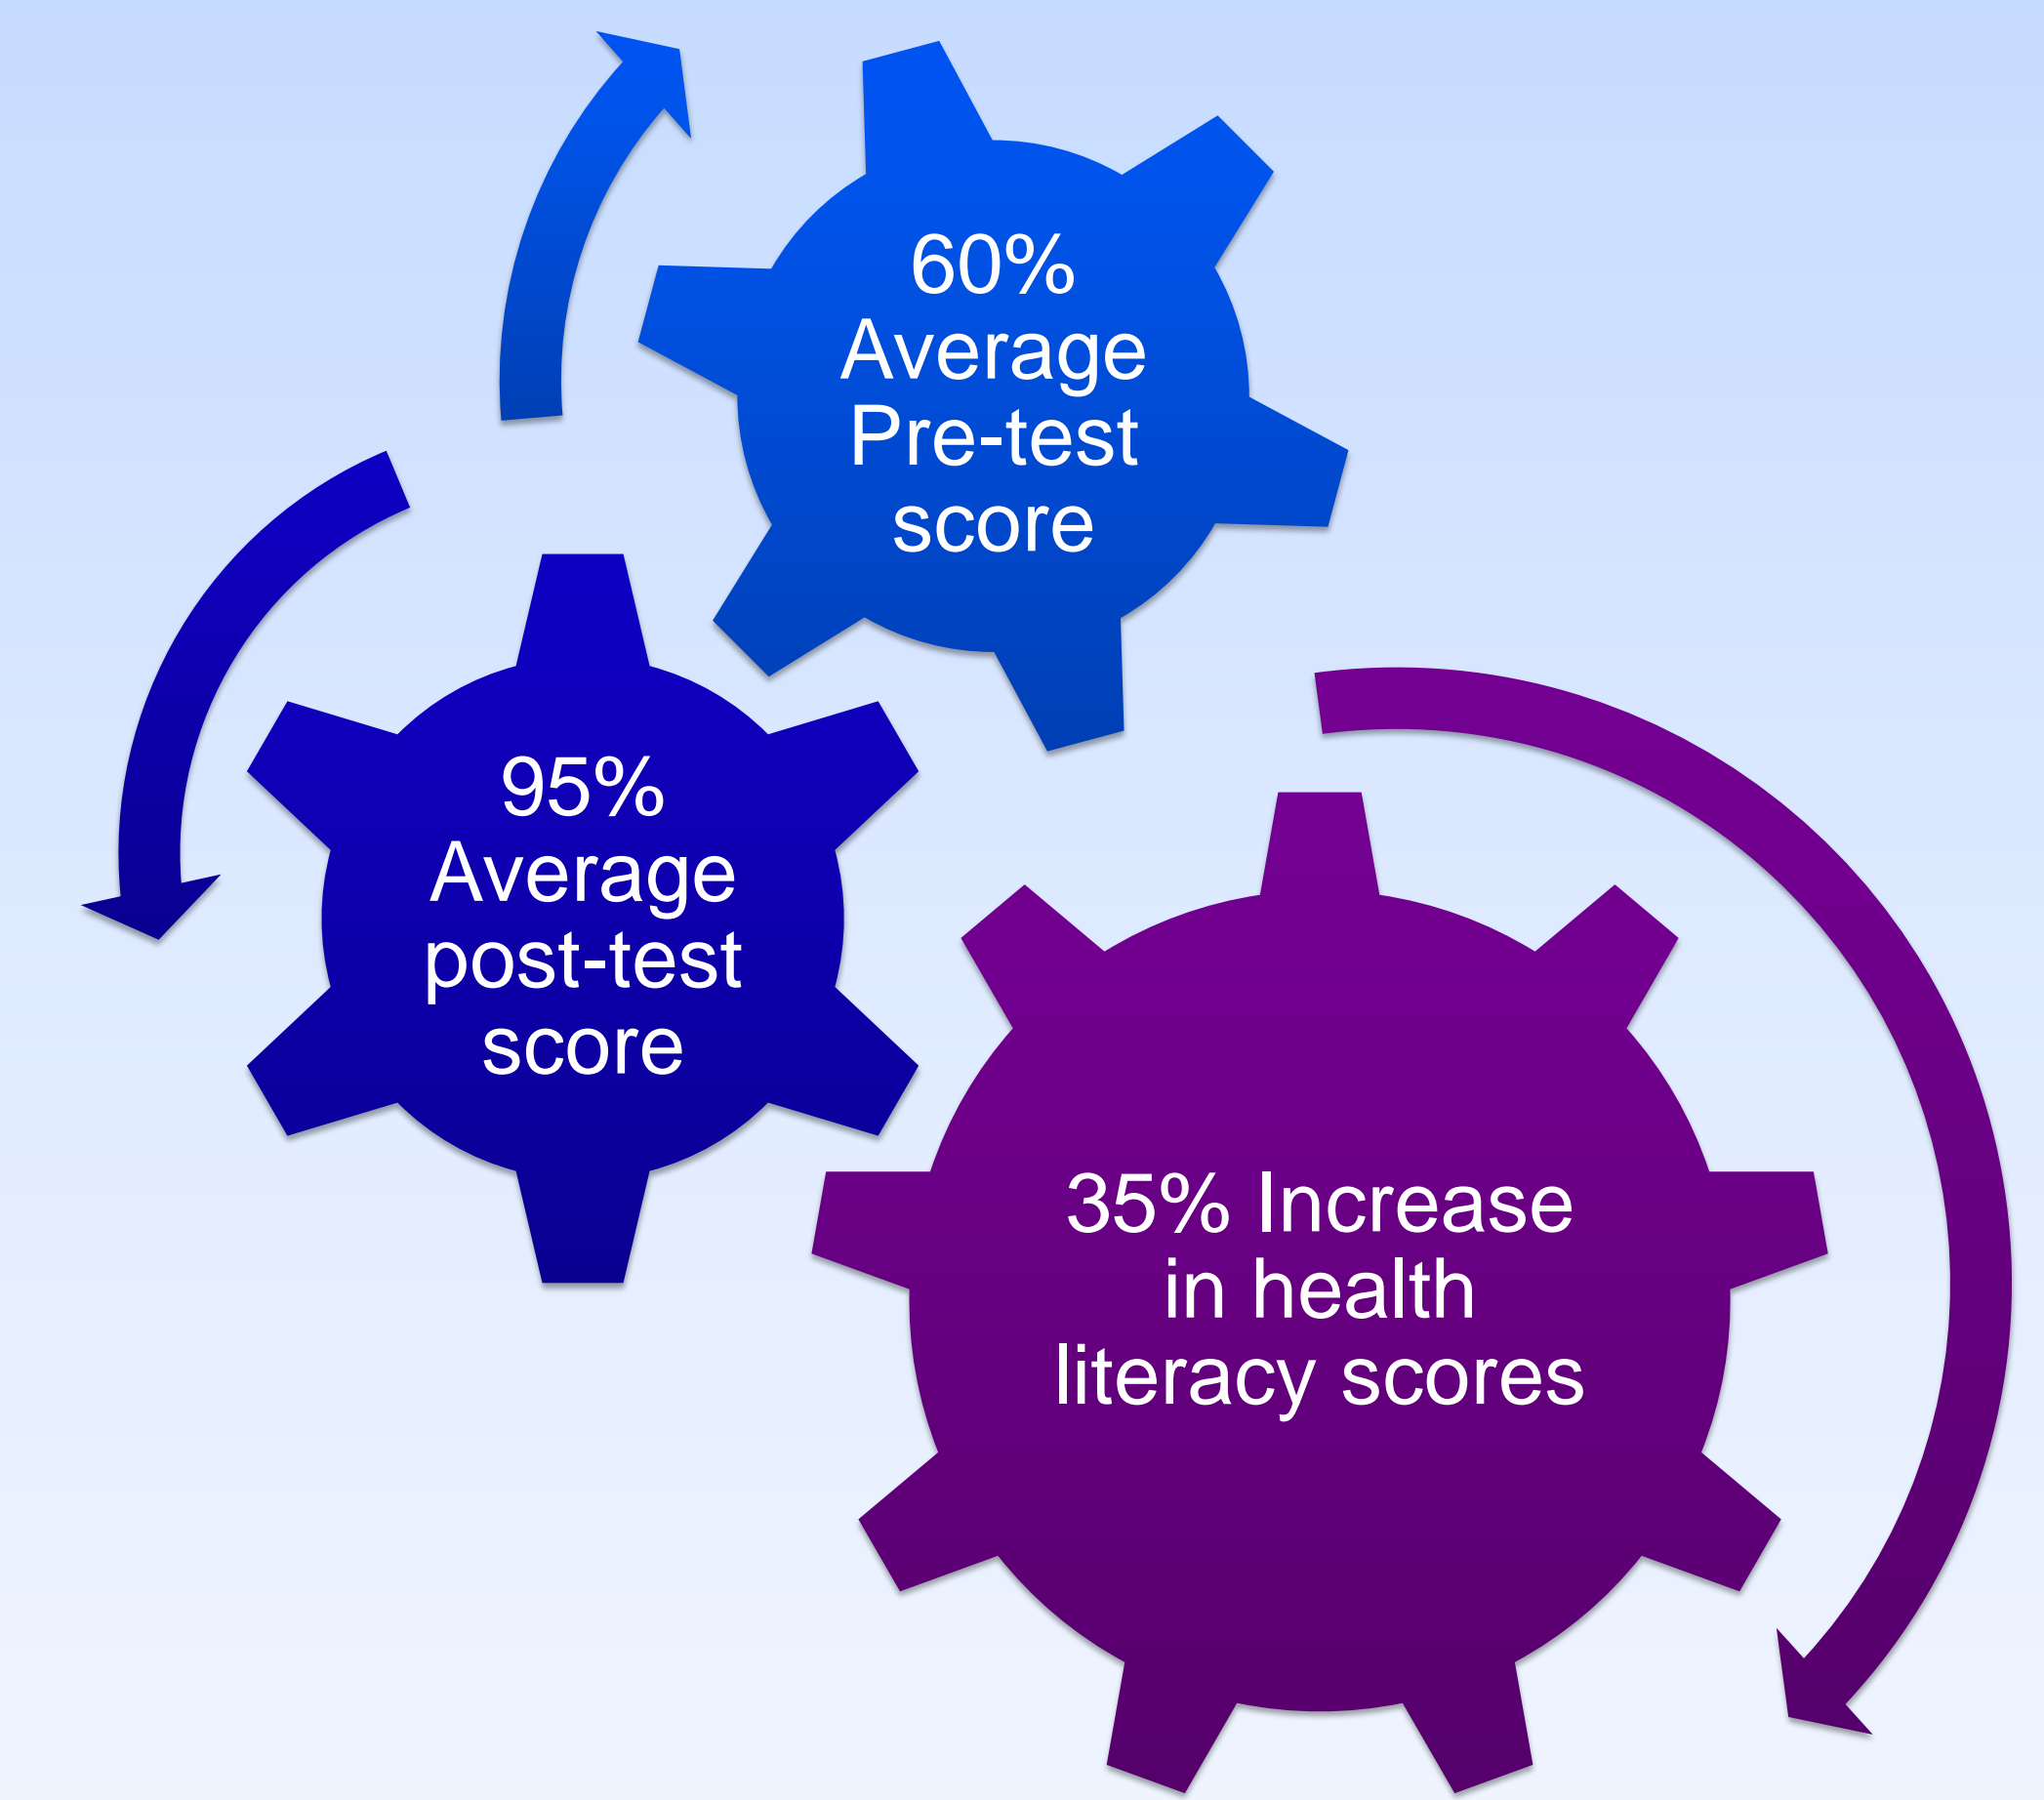 60%
Average
Pre-test
score
95%
Average
post-test
score
35% Increase
in health
literacy scores